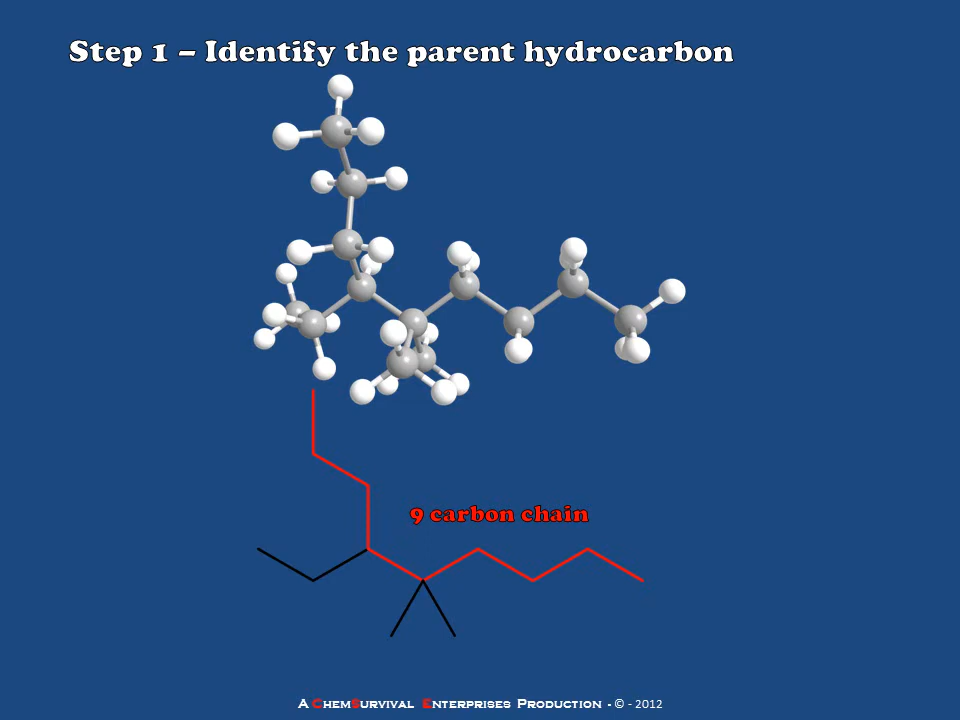 Step 1 – Identify the parent hydrocarbon
9 carbon chain
A ChemSurvival Enterprises Production - © - 2012